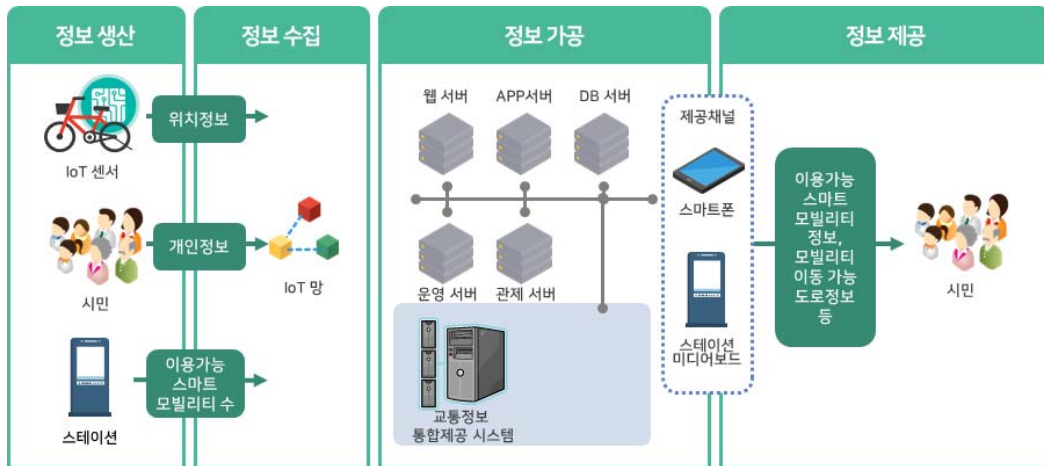 정보 생산
정보 수집
정보 가공
정보 제공
IoT 센서
위치정보
시민
개인정보
스테이션
이용가능
스마트
모빌리티 수
IoT 망
웹 서버
APP서버
DB 서버
운영 서버
관제 서버
교통정보
통합제공 시스템
제공채널
스마트폰
스테이션
미디어보드
이용가능
스마트
모빌리티
정보,
모빌리티
이동 가능
도로정보
등
시민